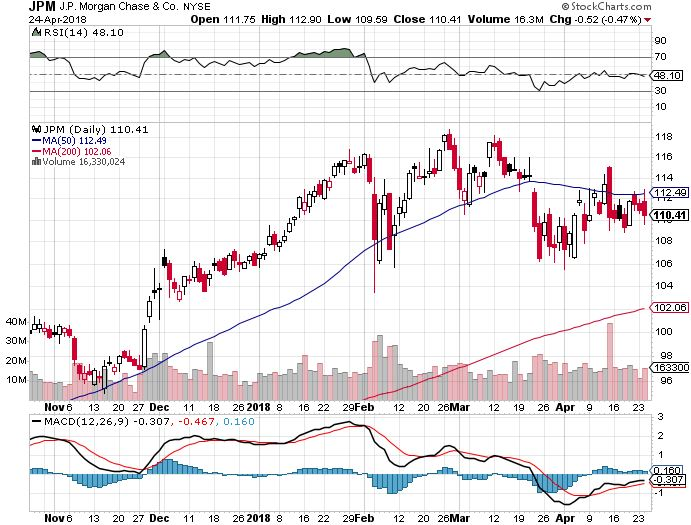 JPM J.P. Morgan Chase & Co. NYSE © StockCharts.com
24-Apr-2018 Open 111.75 High 112.90 Low 109.59 Close 110.41 Volume 16.3M Chg -0.52 (-0.47%)
RSI(14) 48.10
90
70
48.10
30
10
JPM (Daily) 110.41
MA(50) 112.49
MA(200) 102.06
Volume 16,330,024
118
116
114
112.49
110.41
108
106
104
102.06
100
98
96
40M
30M
20M
10M
Nov 6 13 20 27 Dec 11 18 26 2018 8 16 22 29 Feb 12 20 26 Mar 12 19 26 Apr 9 16 23
MACD(12,26,9) -0.307, -0.467, 0.160
3
2
1
0.160
-0.307
-1
Nov 6 13 20 27 Dec 11 18 26 2018 8 16 22 29 Feb 12 20 26 Mar 12 19 26 Apr 9 16 23